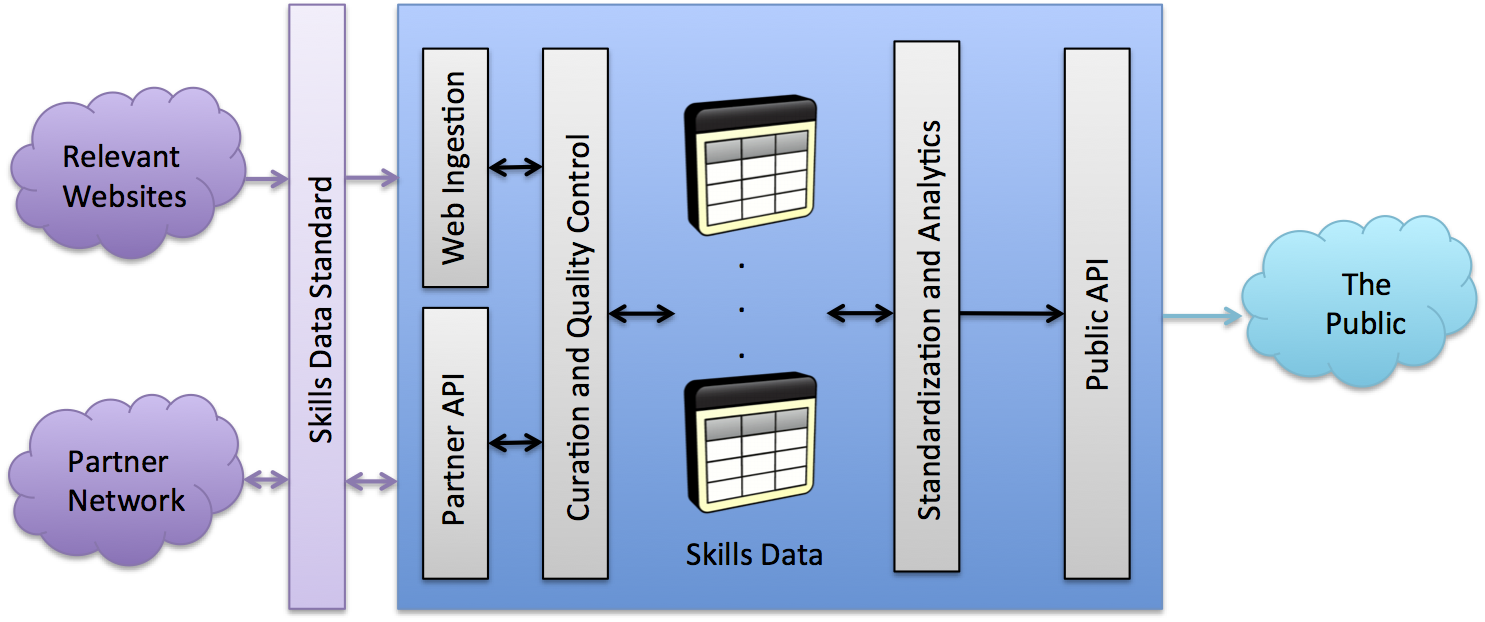 Relevant
Websites
Partner
Network
Skills Data Standard
Web Ingestion
Partner API
Curation and Quality Control
.
.
.
Skills Data
Standardization and Analytics
Public API
The
Public